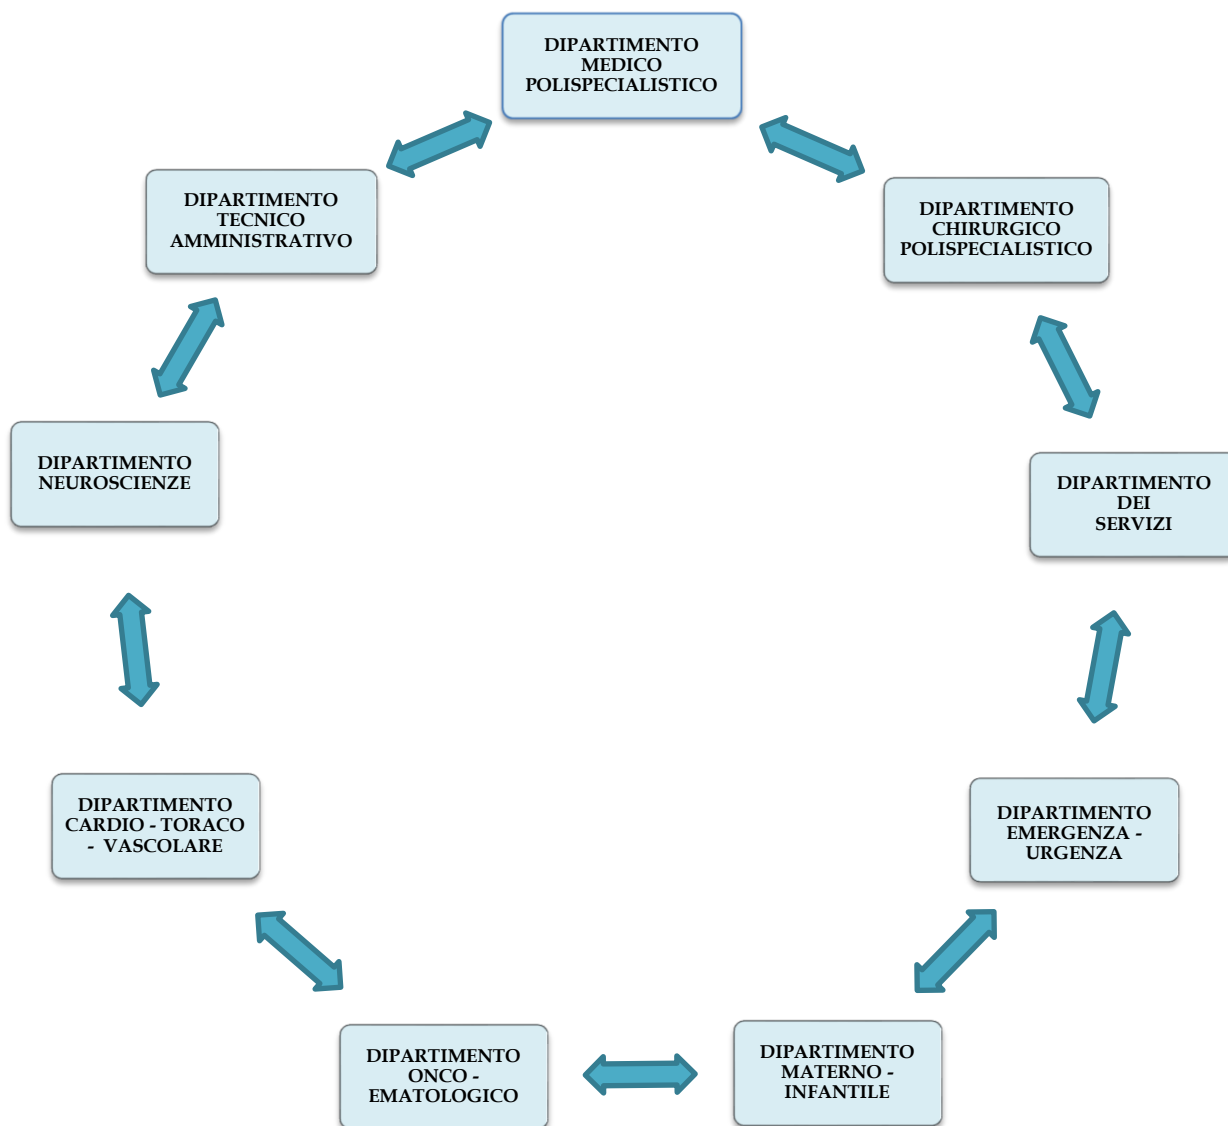 DIPARTIMENTO
MEDICO
POLISPECIALISTICO
DIPARTIMENTO
TECNICO
AMMINISTRATIVO
DIPARTIMENTO
CHIRURGICO
POLISPECIALISTICO
DIPARTIMENTO
NEUROSCIENZE
DIPARTIMENTO
DEI
SERVIZI
DIPARTIMENTO
CARDIO - TORACO
- VASCOLARE
DIPARTIMENTO
EMERGENZA -
URGENZA
DIPARTIMENTO
ONCO -
EMATOLOGICO
DIPARTIMENTO
MATERNO -
INFANTILE